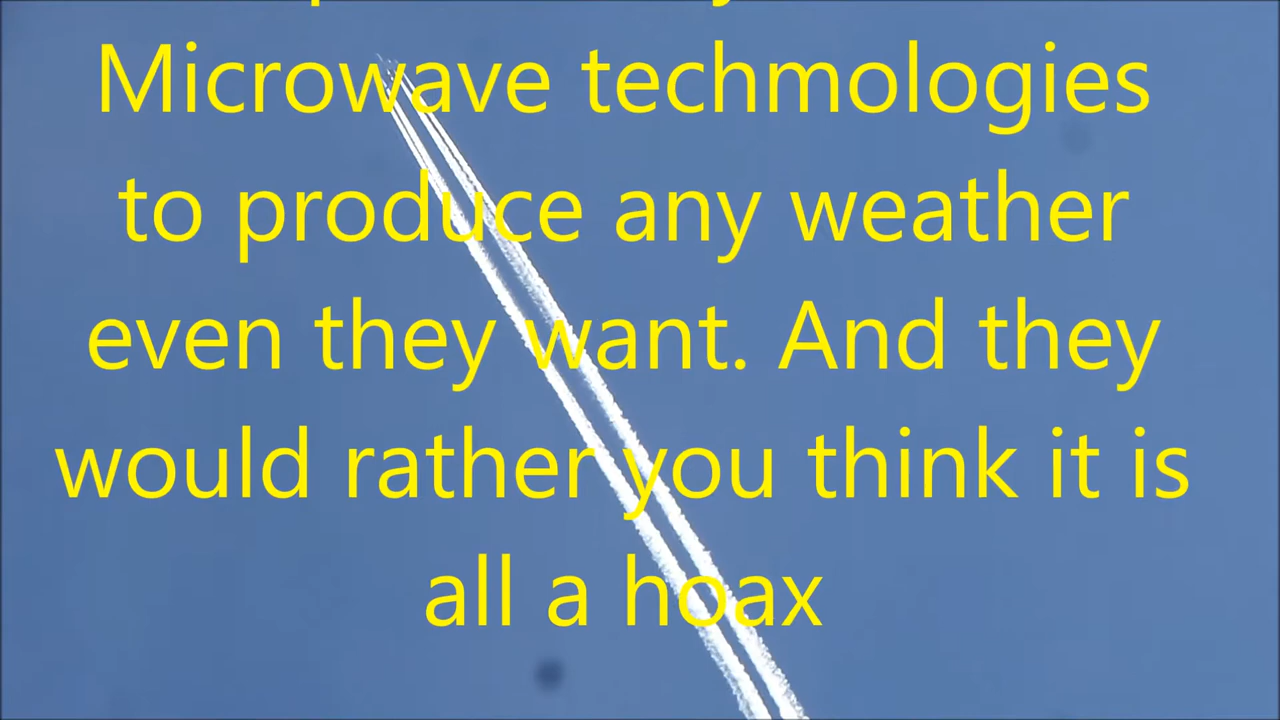 Microwave techmologies
to produce any weather
even they want. And they
would rather you think it is
all a hoax